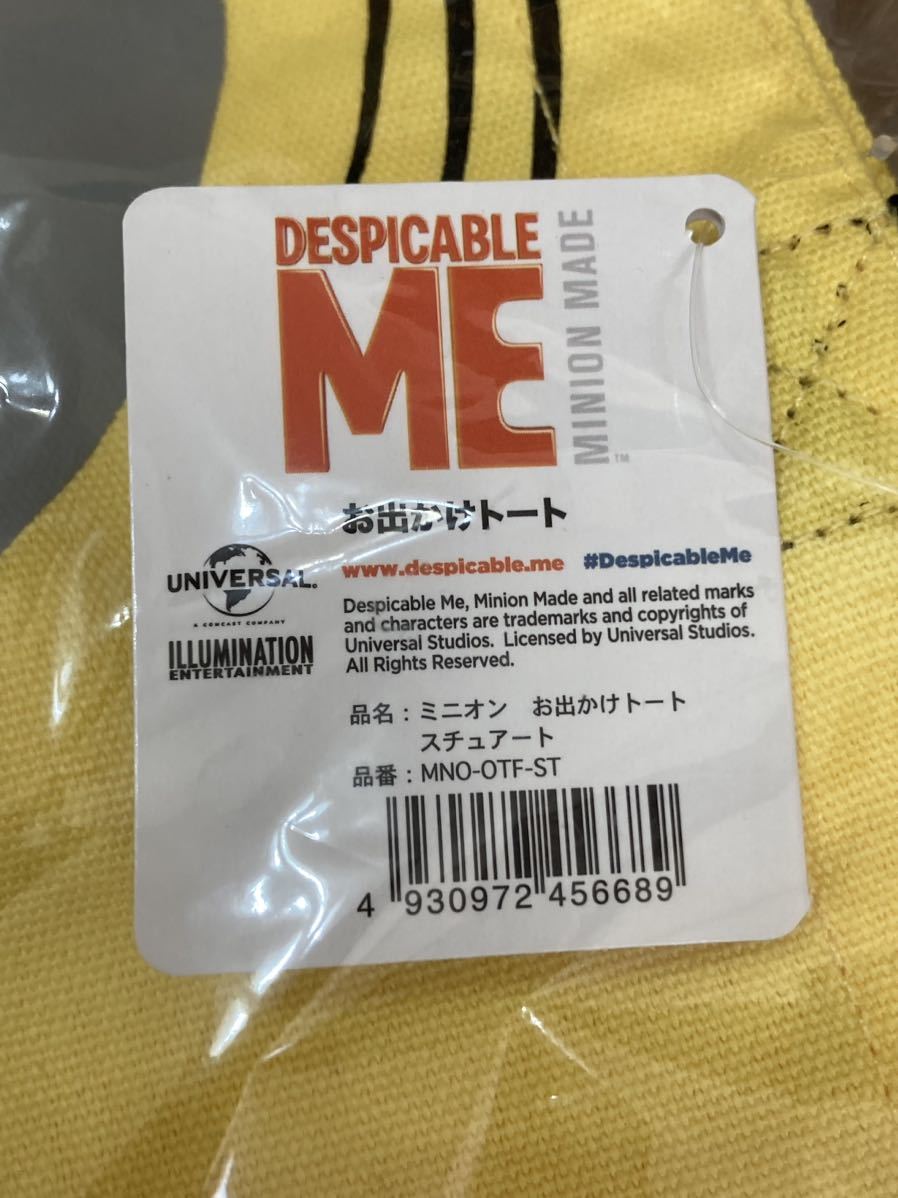 DESPICABLE
ME
MINION MADE
™
お出かけトート
UNIVERSAL
A COMCAST COMPANY
ILLUMINATION
ENTERTAINMENT
www.despicable.me #DespicableMe
Despicable Me, Minion Made and all related marks
and characters are trademarks and copyrights of
Universal Studios. Licensed by Universal Studios.
All Rights Reserved.
品名：ミニオン　お出かけトート
スチュアート
品番：MNO-OTF-ST
4 930972 456689